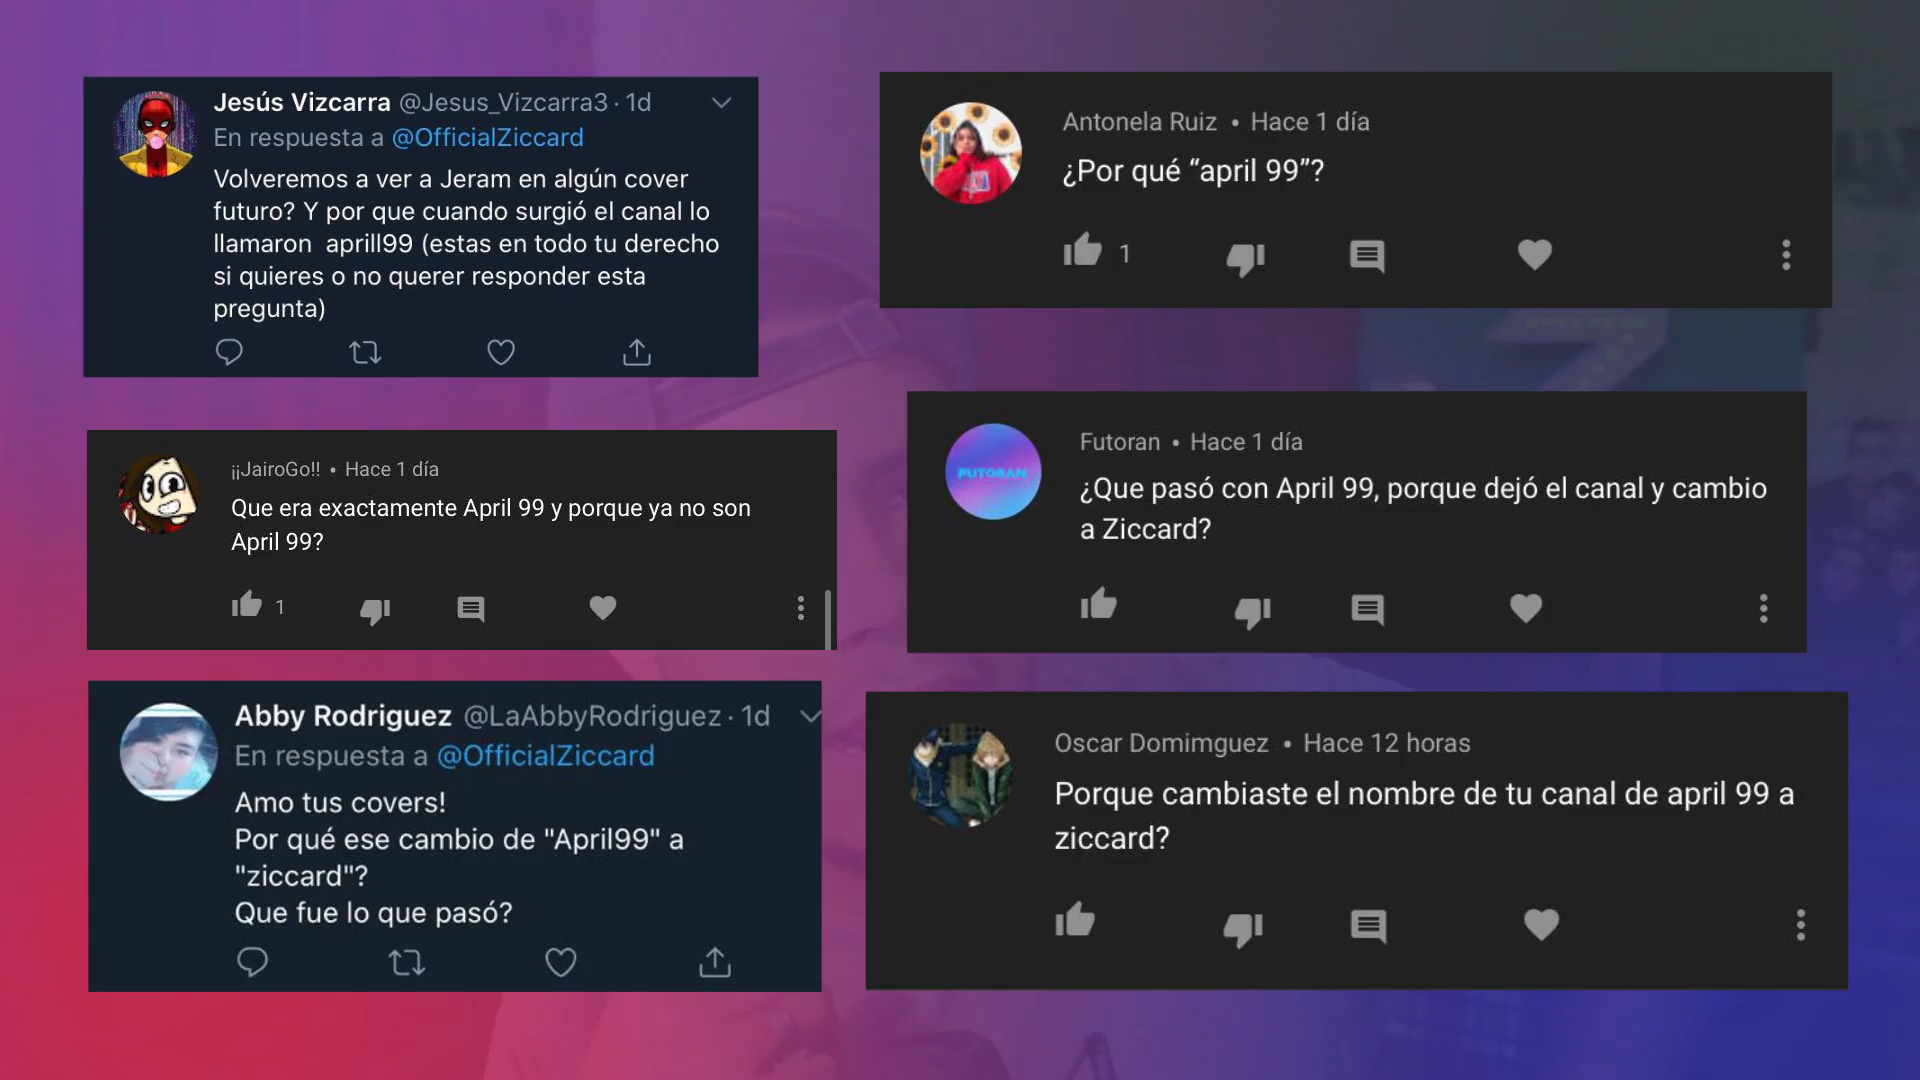 Jesús Vizcarra @Jesus_Vizcarra3 · 1d
En respuesta a @OfficialZiccard
Volveremos a ver a Jeram en algún cover
futuro? Y por que cuando surgió el canal lo
llamaron aprill99 (estas en todo tu derecho
si quieres o no querer responder esta
pregunta)
Antonela Ruiz • Hace 1 día
¿Por qué “april 99”?
1
¡¡JairoGo!! • Hace 1 día
Que era exactamente April 99 y porque ya no son
April 99?
1
FUTORAN
Futoran • Hace 1 día
¿Que pasó con April 99, porque dejó el canal y cambio
a Ziccard?
Abby Rodriguez @LaAbbyRodriguez · 1d
En respuesta a @OfficialZiccard
Amo tus covers!
Por qué ese cambio de "April99" a
"ziccard"?
Que fue lo que pasó?
Oscar Domimguez • Hace 12 horas
Porque cambiaste el nombre de tu canal de april 99 a
ziccard?